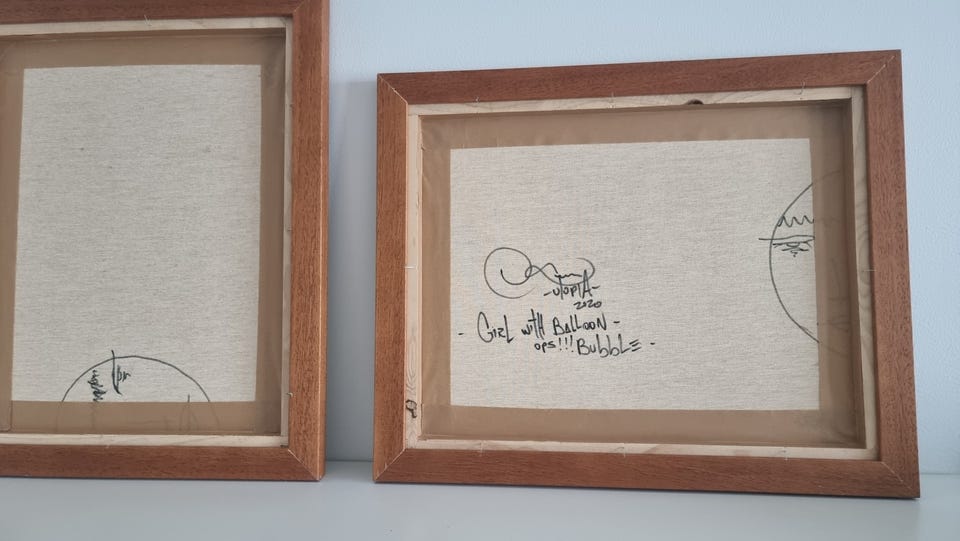 -UTOPIA-
2020
- GIRL WITH BALLOON -
OPS!!! BUBBLE -